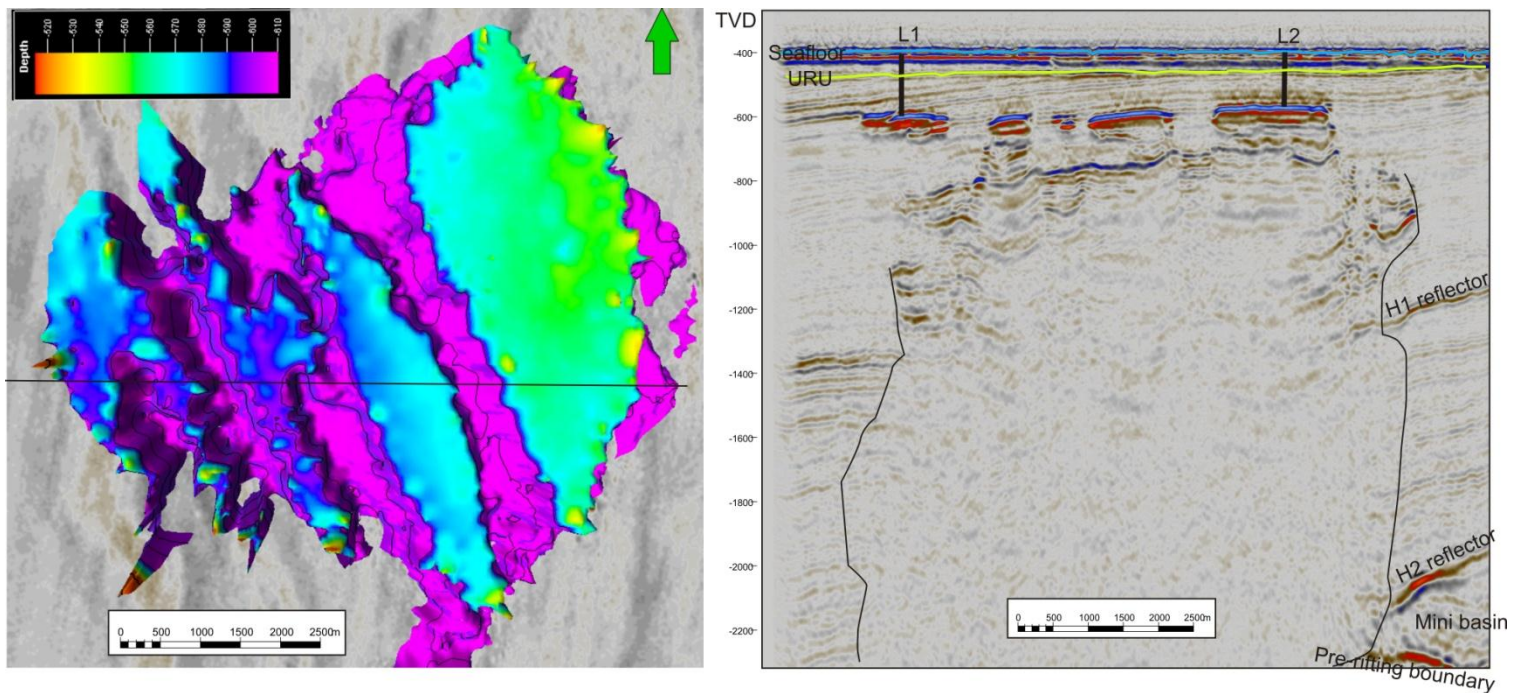 -520 -530 -540 -550 -560 -570 -580 -590 -600 -610
Depth
0 500 1000 1500 2000 2500m
TVD
L1
L2
-400
Seafloor
URU
-600
-800
-1000
-1200
H1 reflector
-1400
-1600
-1800
-2000
H2 reflector
0 500 1000 1500 2000 2500m
Mini basin
-2200
Pre-rifting boundary